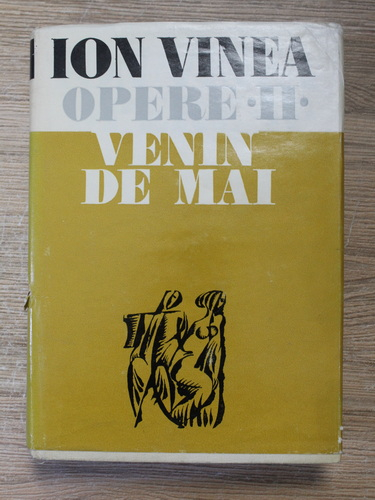 ION VINEA
OPERE · II ·
VENIN
DE MAI